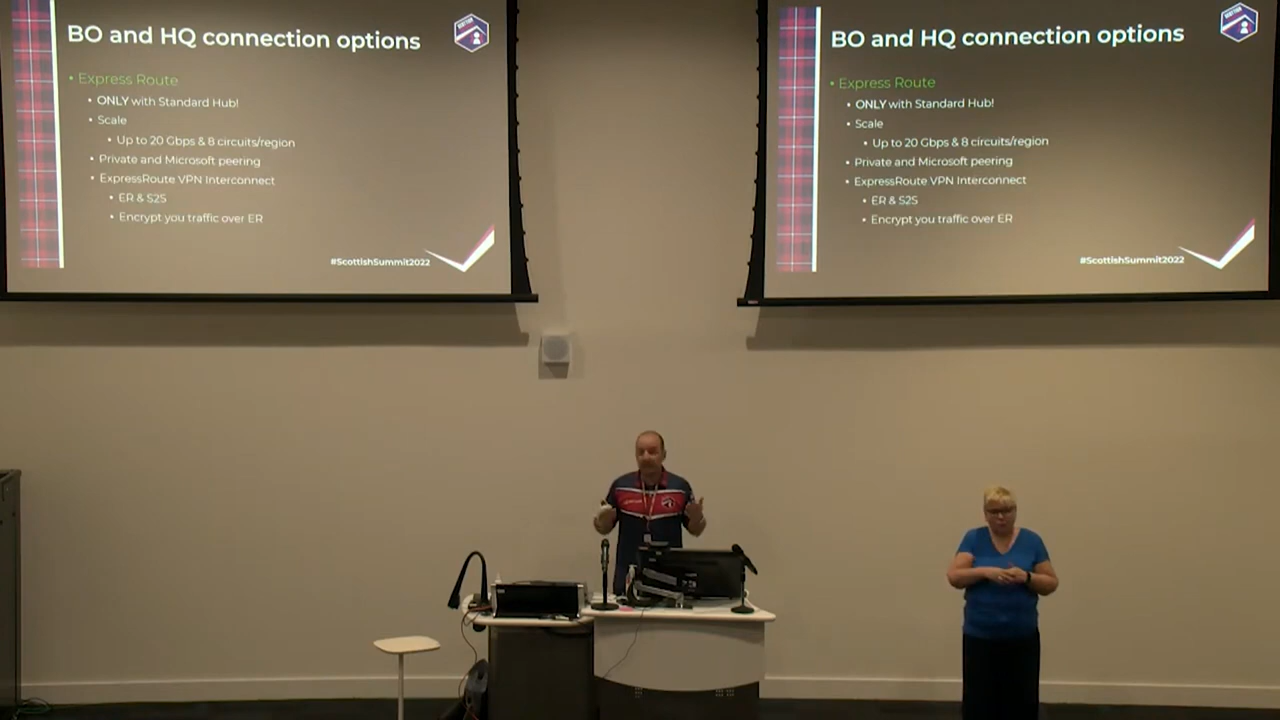 BO and HQ connection options
• Express Route
• ONLY with Standard Hub!
• Scale
• Up to 20 Gbps & 8 circuits/region
• Private and Microsoft peering
• ExpressRoute VPN Interconnect
• ER & S2S
• Encrypt you traffic over ER
#ScottishSummit2022
BO and HQ connection options
• Express Route
• ONLY with Standard Hub!
• Scale
• Up to 20 Gbps & 8 circuits/region
• Private and Microsoft peering
• ExpressRoute VPN Interconnect
• ER & S2S
• Encrypt you traffic over ER
#ScottishSummit2022